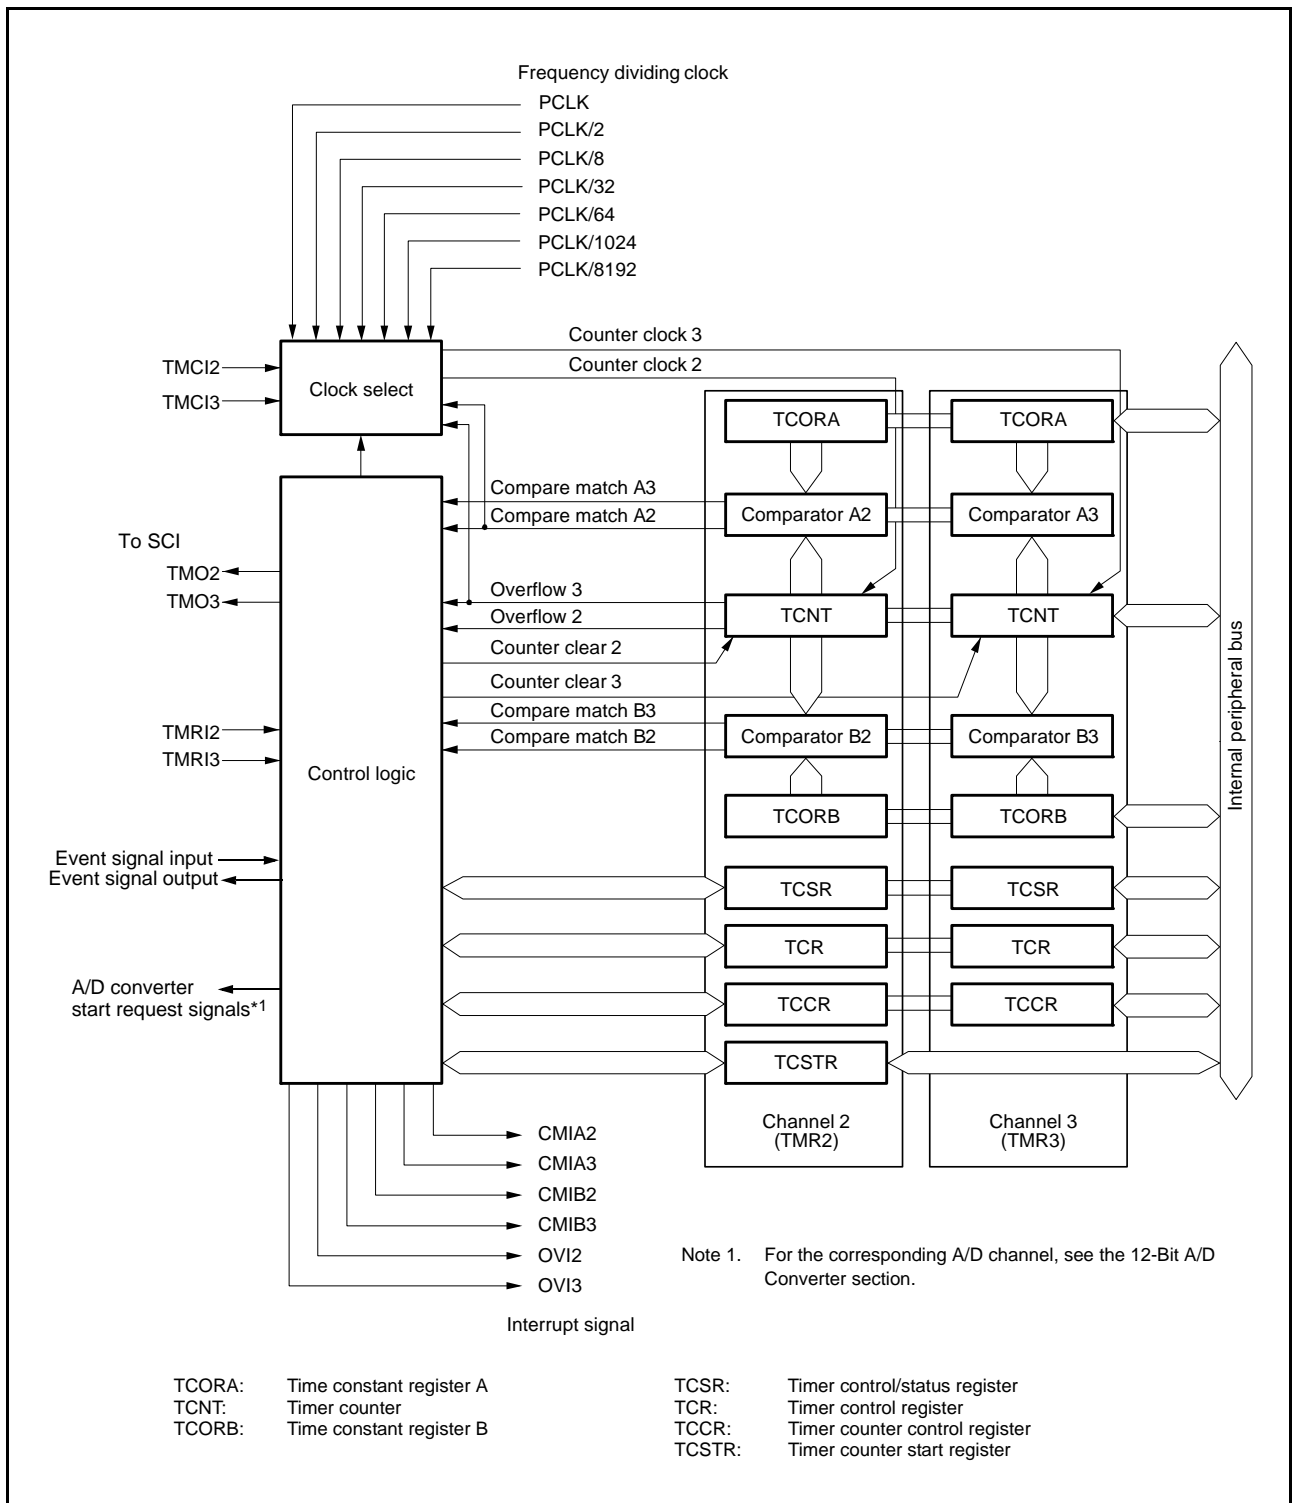 Frequency dividing clock
PCLK
PCLK/2
PCLK/8
PCLK/32
PCLK/64
PCLK/1024
PCLK/8192
Counter clock 3
Counter clock 2
TMCI2
TMCI3
Clock select
TCORA
TCORA
Compare match A3
Compare match A2
Comparator A2
Comparator A3
To SCI
TMO2
TMO3
Overflow 3
Overflow 2
TCNT
TCNT
Counter clear 2
Counter clear 3
Internal peripheral bus
TMRI2
TMRI3
Compare match B3
Compare match B2
Comparator B2
Comparator B3
Control logic
TCORB
TCORB
Event signal input
Event signal output
TCSR
TCSR
TCR
TCR
A/D converter
start request signals*1
TCCR
TCCR
TCSTR
Channel 2
(TMR2)
Channel 3
(TMR3)
CMIA2
CMIA3
CMIB2
CMIB3
OVI2
OVI3
Interrupt signal
Note 1. For the corresponding A/D channel, see the 12-Bit A/D
Converter section.
TCORA: Time constant register A
TCNT: Timer counter
TCORB: Time constant register B
TCSR: Timer control/status register
TCR: Timer control register
TCCR: Timer counter control register
TCSTR: Timer counter start register